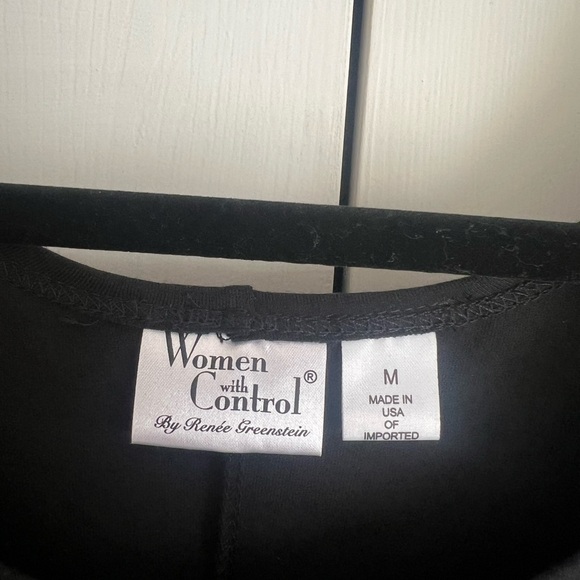 Women
with
Control®
By Renée Greenstein
M
MADE IN
USA
OF
IMPORTED